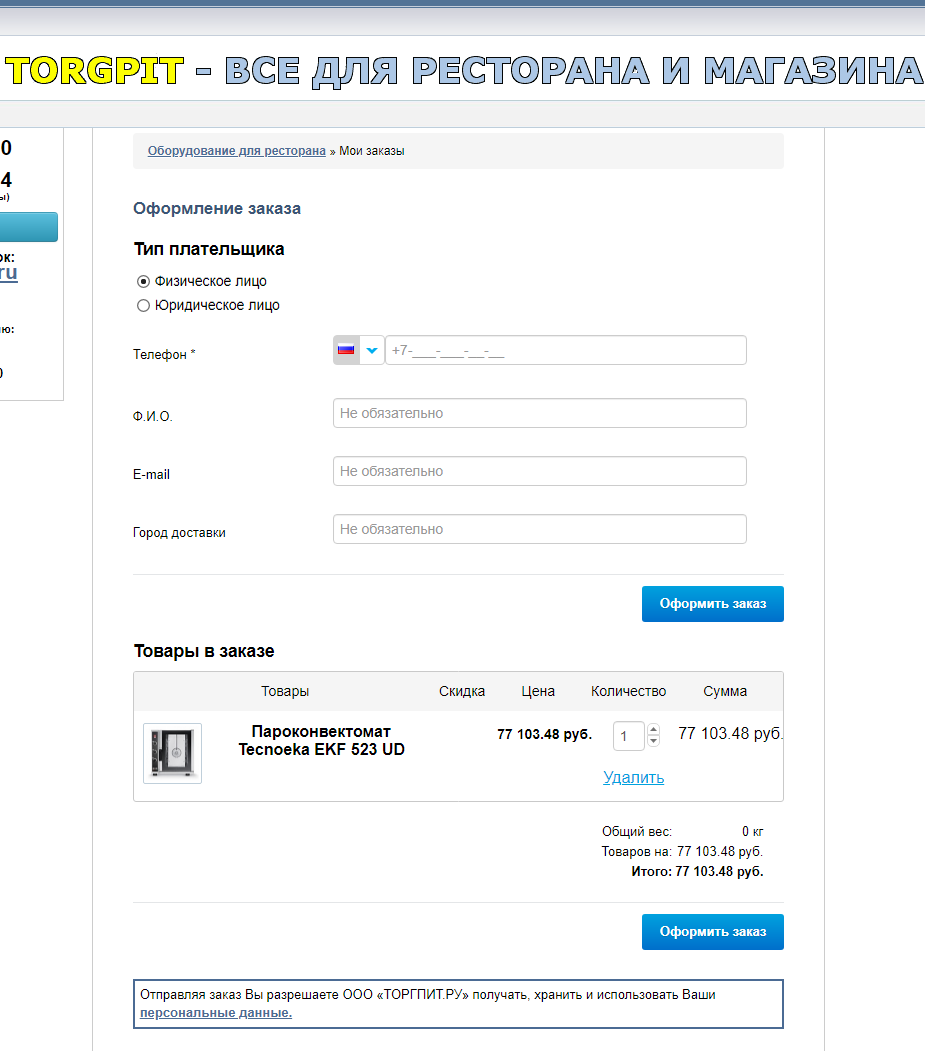 TORGPIT - ВСЕ ДЛЯ РЕСТОРАНА И МАГАЗИНА
0
4
ы)
ок:
ru
ию:
0
Оборудование для ресторана » Мои заказы
Оформление заказа
Тип плательщика
Физическое лицо
Юридическое лицо
Телефон *
+7-___-___-__-__
Ф.И.О.
Не обязательно
E-mail
Не обязательно
Город доставки
Не обязательно
Оформить заказ
Товары в заказе
Товары Скидка Цена Количество Сумма
Пароконвектомат
Tecnoeka EKF 523 UD
77 103.48 руб. 1 77 103.48 руб.
Удалить
Общий вес: 0 кг
Товаров на: 77 103.48 руб.
Итого: 77 103.48 руб.
Оформить заказ
Отправляя заказ Вы разрешаете ООО «ТОРГПИТ.РУ» получать, хранить и использовать Ваши
персональные данные.